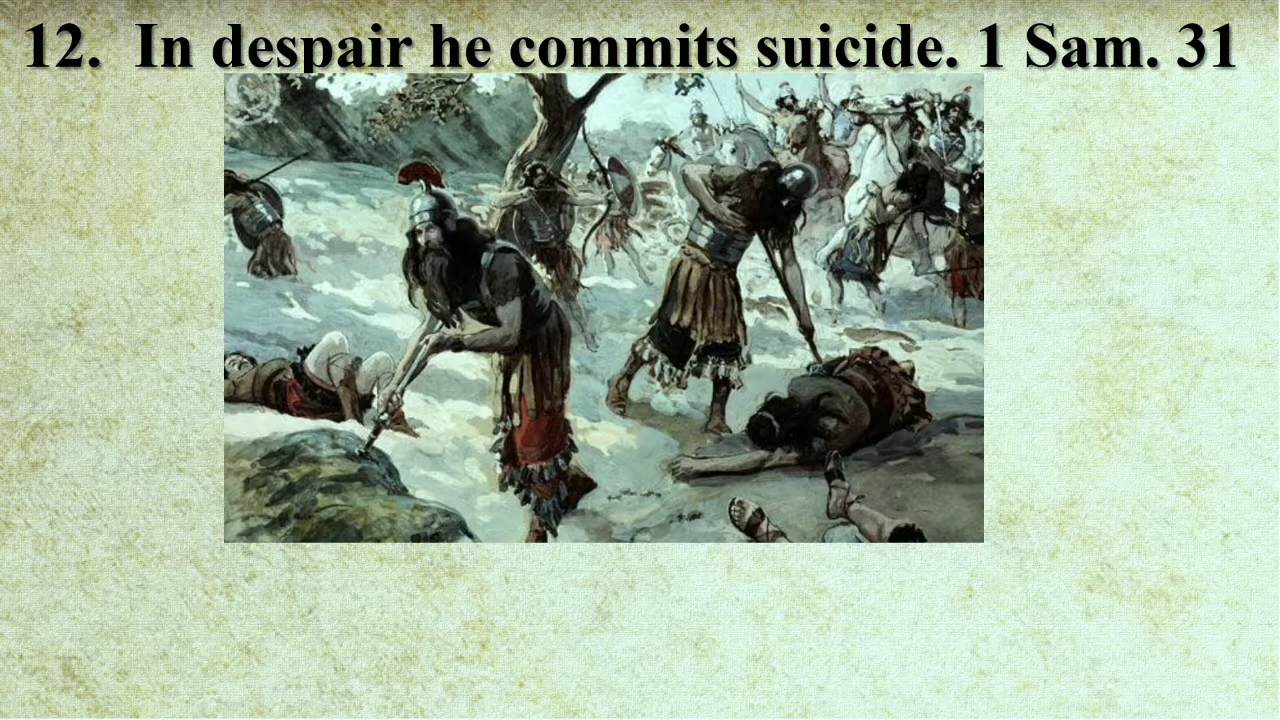 12.  In despair he commits suicide. 1 Sam. 31